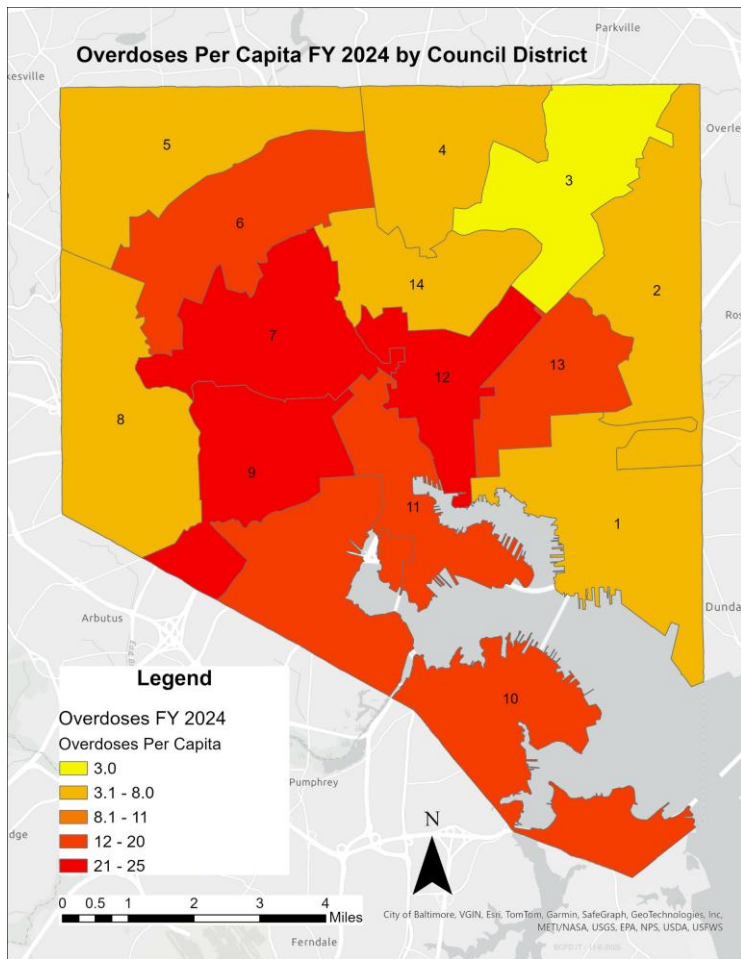 Parkville
Overdoses Per Capita FY 2024 by Council District
kesville
Overle
5
4
3
6
2
14
Ros
7
13
12
8
9
11
1
Arbutus
Dunda
Legend
10
Overdoses FY 2024
Overdoses Per Capita
3.0
3.1 - 8.0
8.1 - 11
12 - 20
21 - 25
Pumphrey
N
dge
0 0.5 1 2 3 4
Miles
City of Baltimore, VGIN, Esri, TomTom, Garmin, SafeGraph, GeoTechnologies, Inc,
METI/NASA, USGS, EPA, NPS, USDA, USFWS
Ferndale